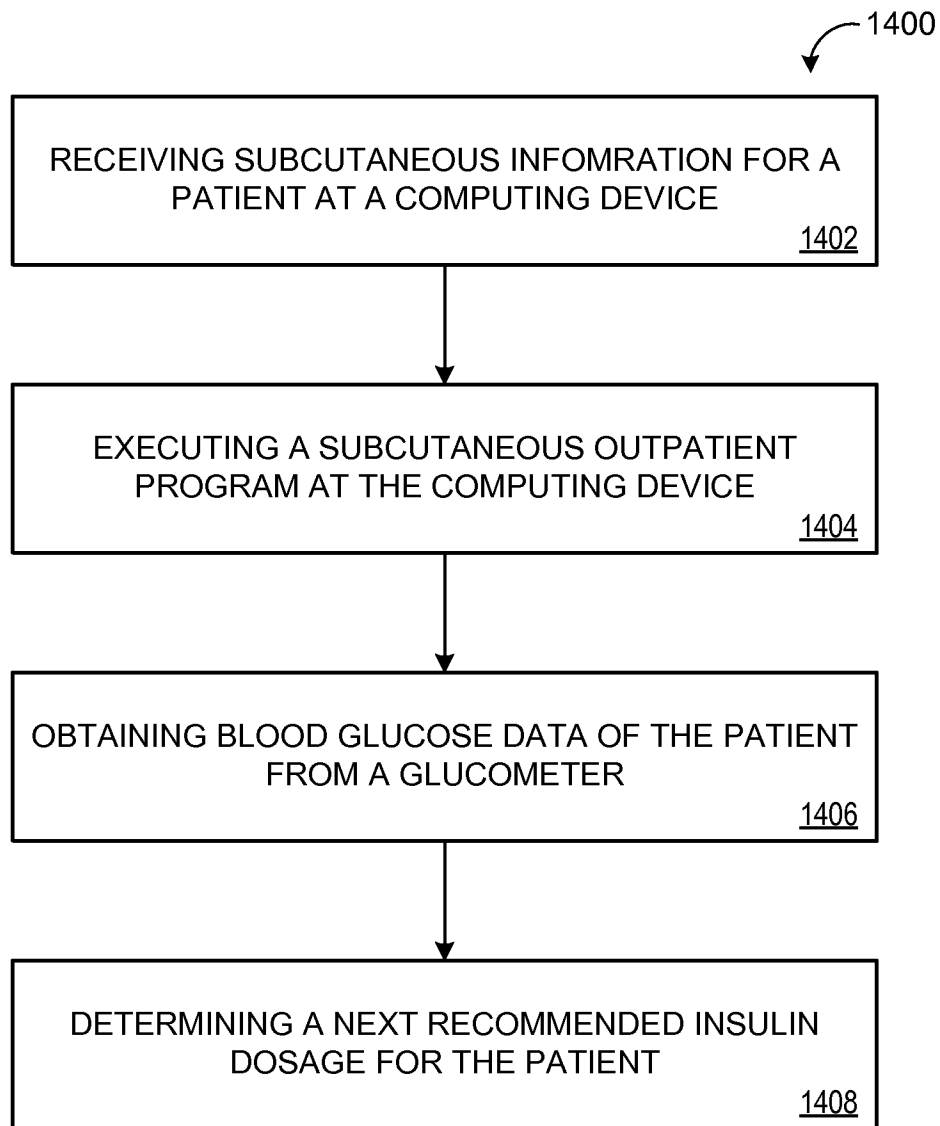 1400
RECEIVING SUBCUTANEOUS INFOMRATION FOR A
PATIENT AT A COMPUTING DEVICE
1402
EXECUTING A SUBCUTANEOUS OUTPATIENT
PROGRAM AT THE COMPUTING DEVICE
1404
OBTAINING BLOOD GLUCOSE DATA OF THE PATIENT
FROM A GLUCOMETER
1406
DETERMINING A NEXT RECOMMENDED INSULIN
DOSAGE FOR THE PATIENT
1408